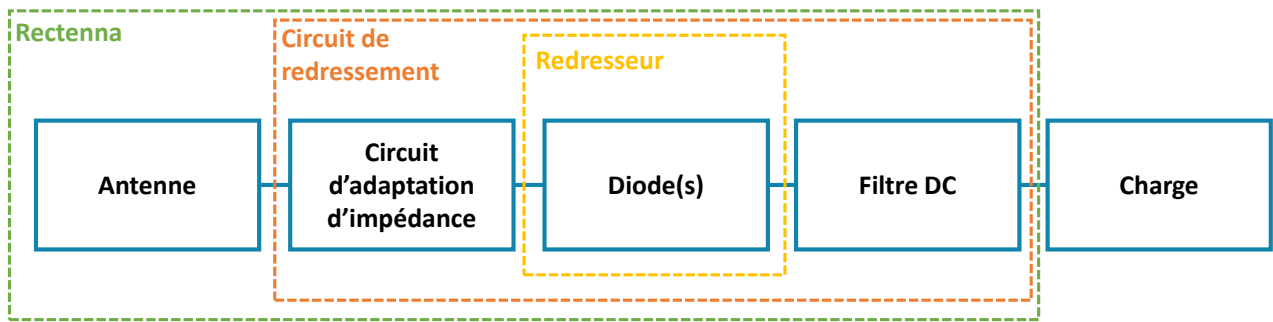 Rectenna
Circuit de
redressement
Redresseur
Antenne
Circuit
d’adaptation
d’impédance
Diode(s)
Filtre DC
Charge